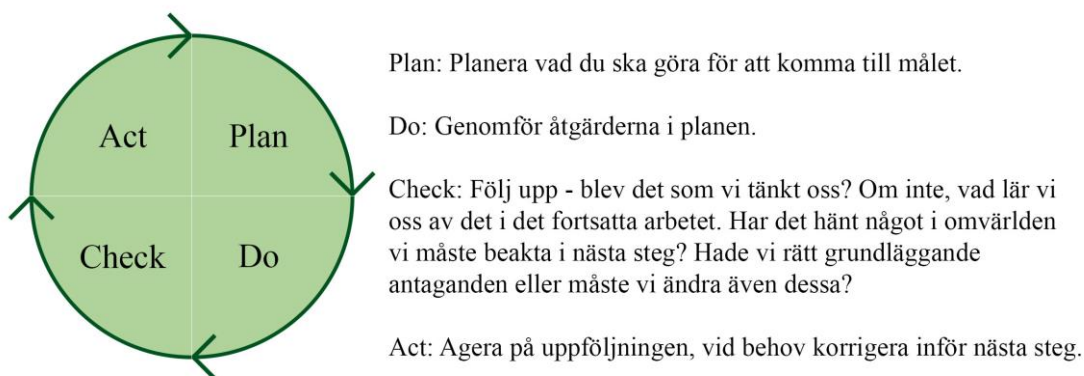 Act
Plan
Check
Do
Plan: Planera vad du ska göra för att komma till målet.
Do: Genomför åtgärderna i planen.
Check: Följ upp - blev det som vi tänkt oss? Om inte, vad lär vi
oss av det i det fortsatta arbetet. Har det hänt något i omvärlden
vi måste beakta i nästa steg? Hade vi rätt grundläggande
antaganden eller måste vi ändra även dessa?
Act: Agera på uppföljningen, vid behov korrigera inför nästa steg.